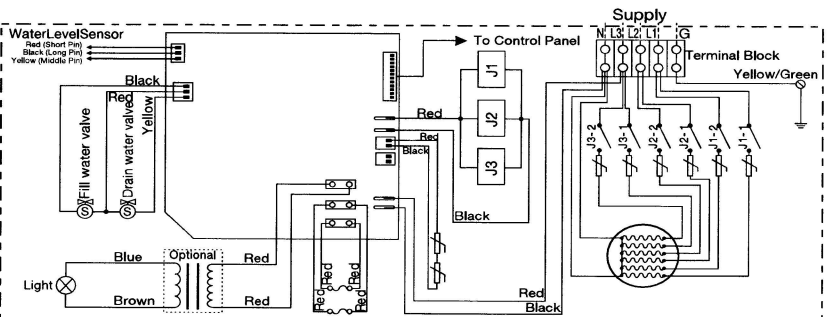 Supply
WaterLevelSensor
Red (Short Pin)
Black (Long Pin)
Yellow (Middle Pin)
To Control Panel
N L3 L2 L1 G
Terminal Block
Yellow/Green
Black
Red
Yellow
Fill water valve
Drain water valve
J1
J2
J3
Red
Red
Black
Black
J3-2
J3-1
J2-2
J2-1
J1-2
J1-1
Optional
Blue
Brown
Light
Red
Red
Red
Red
Red
Red
Red
Black